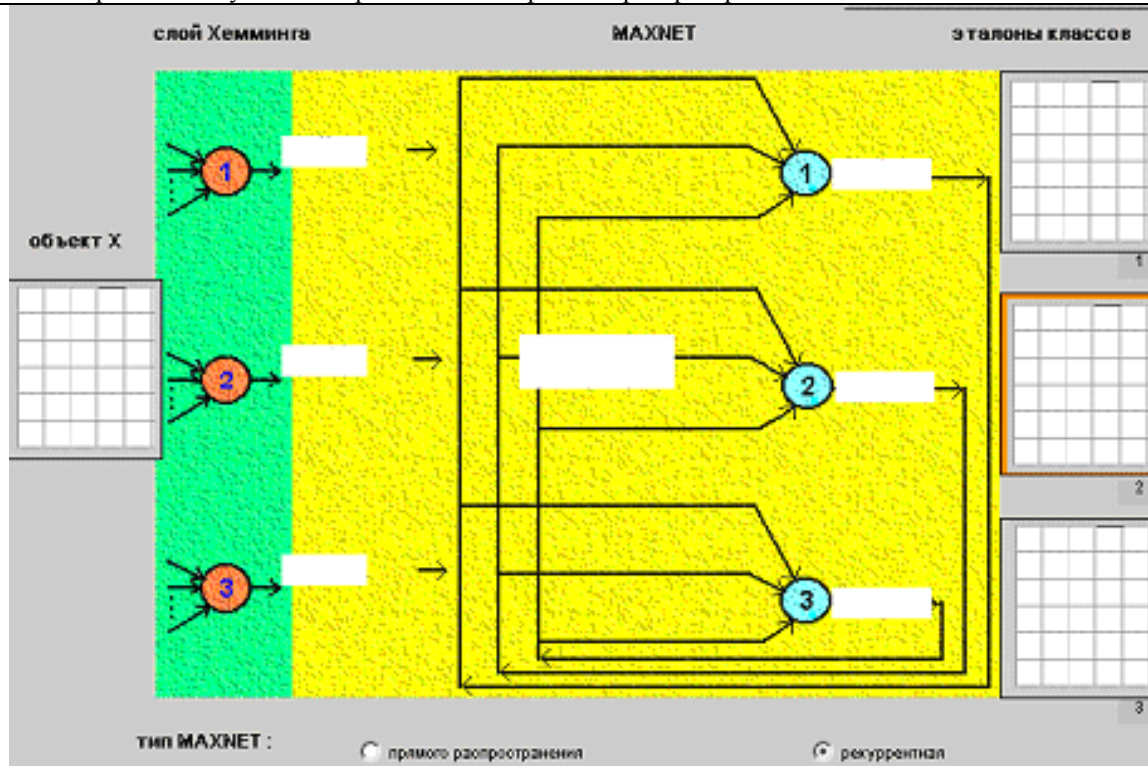 слой Хемминга
MAXNET
эталоны классов
1
1
объект X
1
2
2
2
3
3
3
тип MAXNET :
прямого распространения
рекуррентная